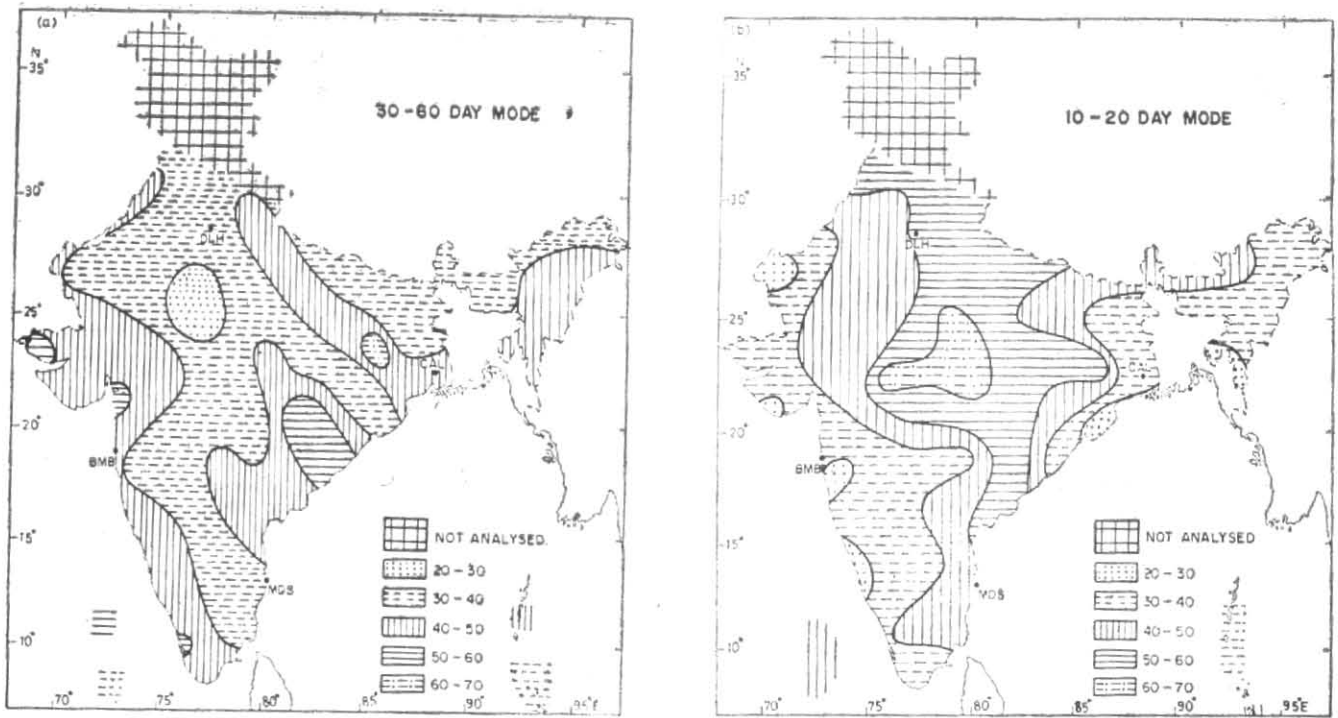 (a)
N
35°
30°
25°
20°
15°
10°
70°
75°
80°
85°
90°
95°E
30-60 DAY MODE
DLH
CAL
BMB
MDS
NOT ANALYSED.
20-30
30-40
40-50
50-60
60-70
(b)
N
35°
30°
25°
20°
15°
10°
70°
75°
80°
85°
90°
95E
10-20 DAY MODE
DLH
CAL
BMB
MDS
NOT ANALYSED
20-30
30-40
40-50
50-60
60-70